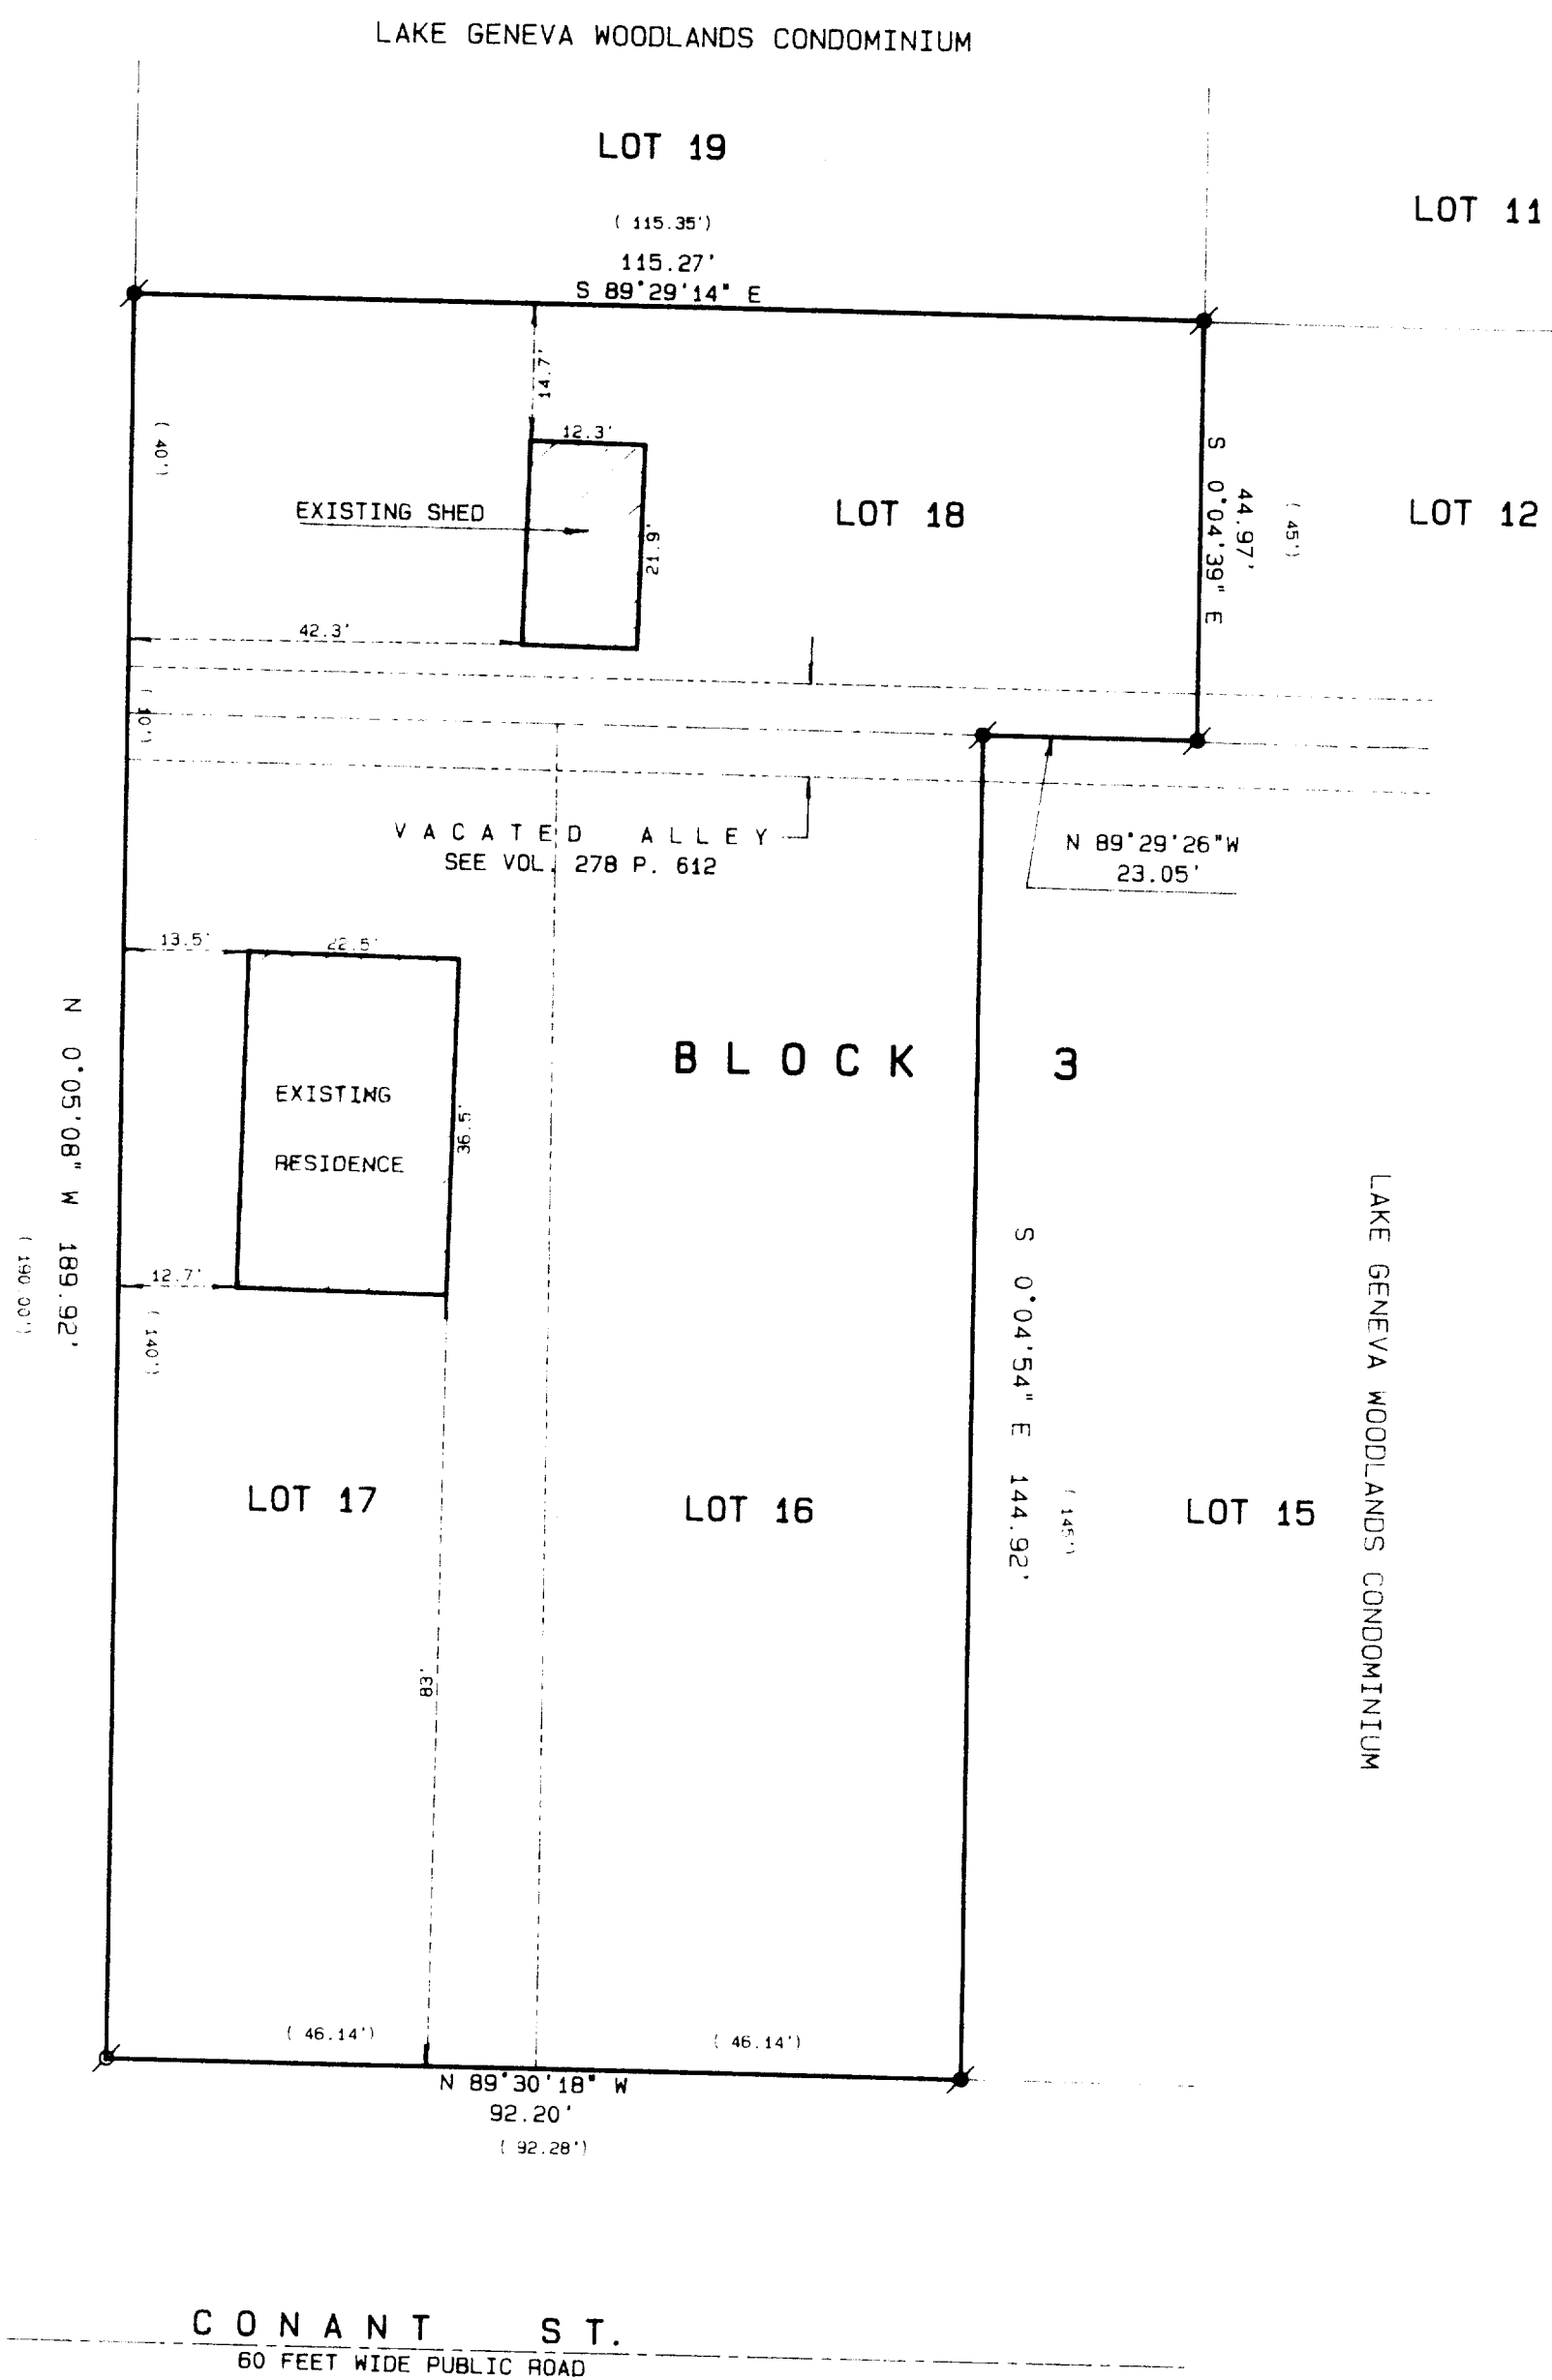 LAKE GENEVA WOODLANDS CONDOMINIUM
LOT 19
LOT 11
( 115.35')
115.27'
S 89°29'14" E
14.7'
12.3'
( 40')
EXISTING SHED
21.9'
LOT 18
S 0°04'39" E
44.97'
( 45')
LOT 12
42.3'
( 10')
VACATED ALLEY
SEE VOL. 278 P. 612
N 89°29'26"W
23.05'
13.5'
22.5'
BLOCK 3
EXISTING
RESIDENCE
36.5'
N 0°05'08" W 189.92'
( 190.00')
12.7'
( 140')
S 0°04'54" E 144.92'
( 145')
LAKE GENEVA WOODLANDS CONDOMINIUM
LOT 17
LOT 16
LOT 15
83'
( 46.14')
( 46.14')
N 89°30'18" W
92.20'
( 92.28')
CONANT ST.
60 FEET WIDE PUBLIC ROAD